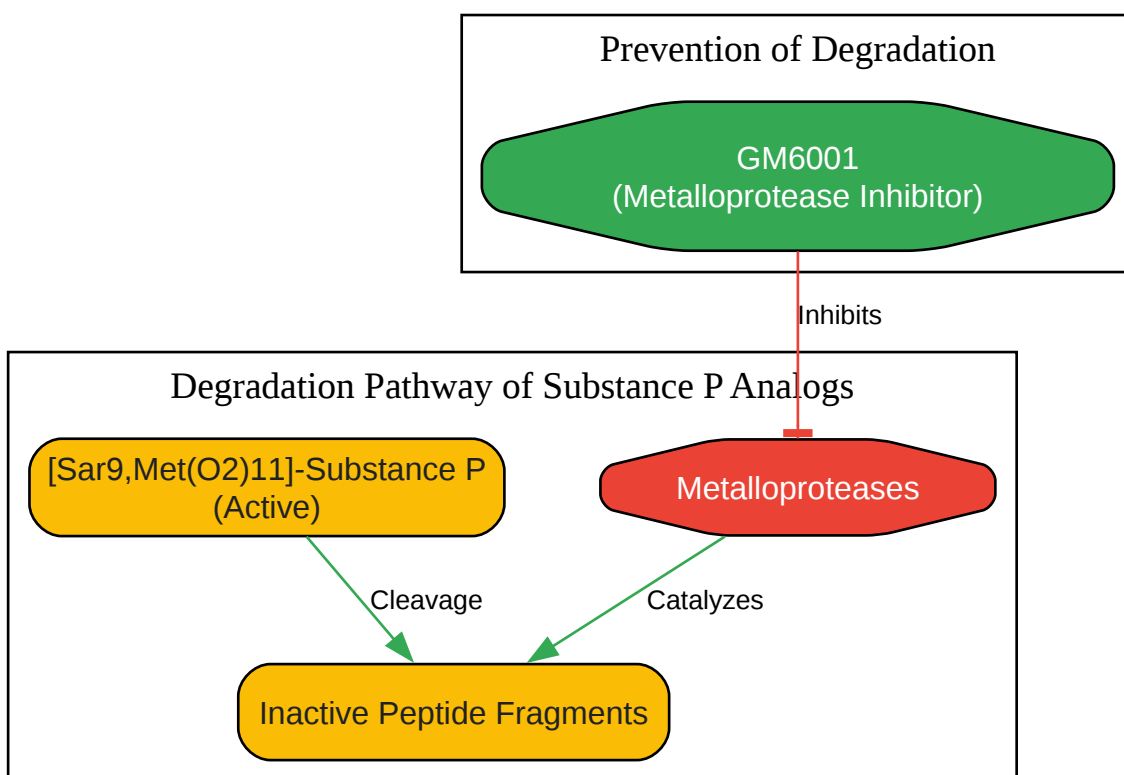 Prevention of Degradation
GM6001
(Metalloprotease Inhibitor)
Inhibits
Degradation Pathway of Substance P Analogs
[Sar9,Met(O2)11]-Substance P
(Active)
Metalloproteases
Cleavage
Catalyzes
Inactive Peptide Fragments